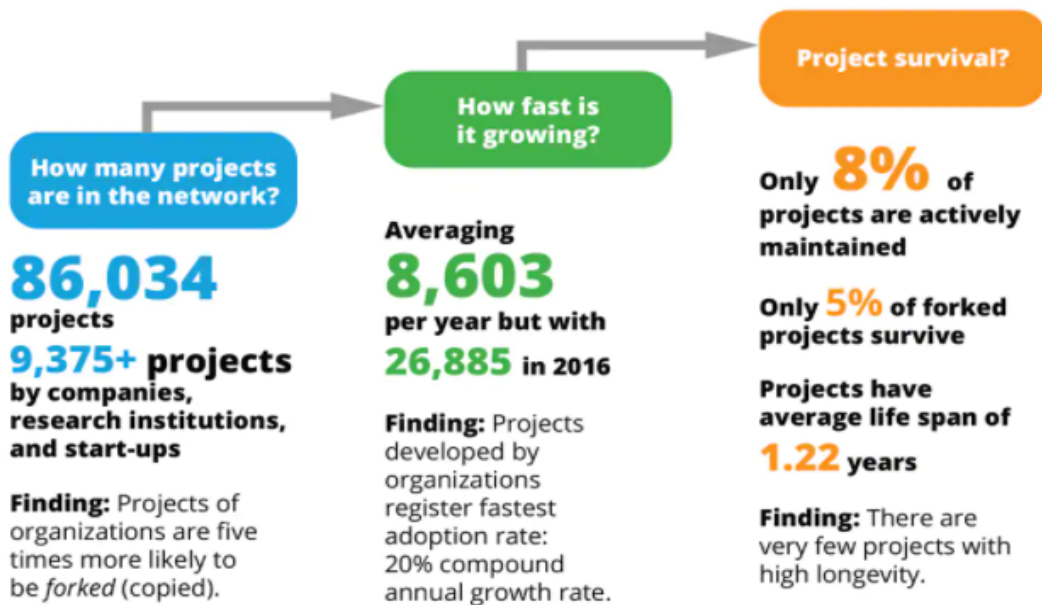 How many projects
are in the network?
86,034
projects
9,375+ projects
by companies,
research institutions,
and start-ups
Finding: Projects of
organizations are five
times more likely to
be forked (copied).
How fast is
it growing?
Averaging
8,603
per year but with
26,885 in 2016
Finding: Projects
developed by
organizations
register fastest
adoption rate:
20% compound
annual growth rate.
Project survival?
Only 8% of
projects are actively
maintained
Only 5% of forked
projects survive
Projects have
average life span of
1.22 years
Finding: There are
very few projects with
high longevity.